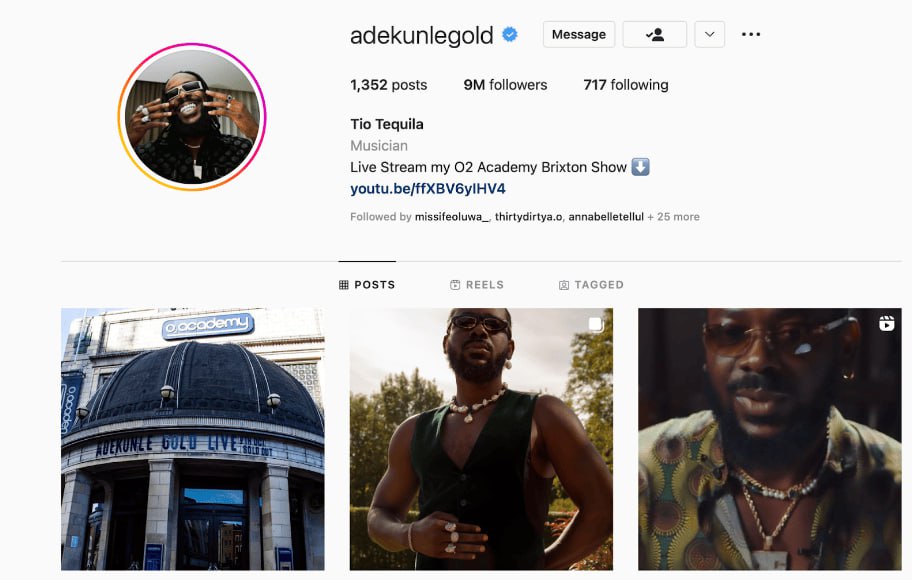 adekunlegold
Message
1,352 posts 9M followers 717 following
Tio Tequila
Musician
Live Stream my O2 Academy Brixton Show ⬇️
youtu.be/ffXBV6yIHV4
Followed by missifeoluwa_, thirtydirtya.o, annabelletellul + 25 more
POSTS REELS TAGGED
O2 academy
academy
ADEKUNLE GOLD LIVE
SOLD OUT